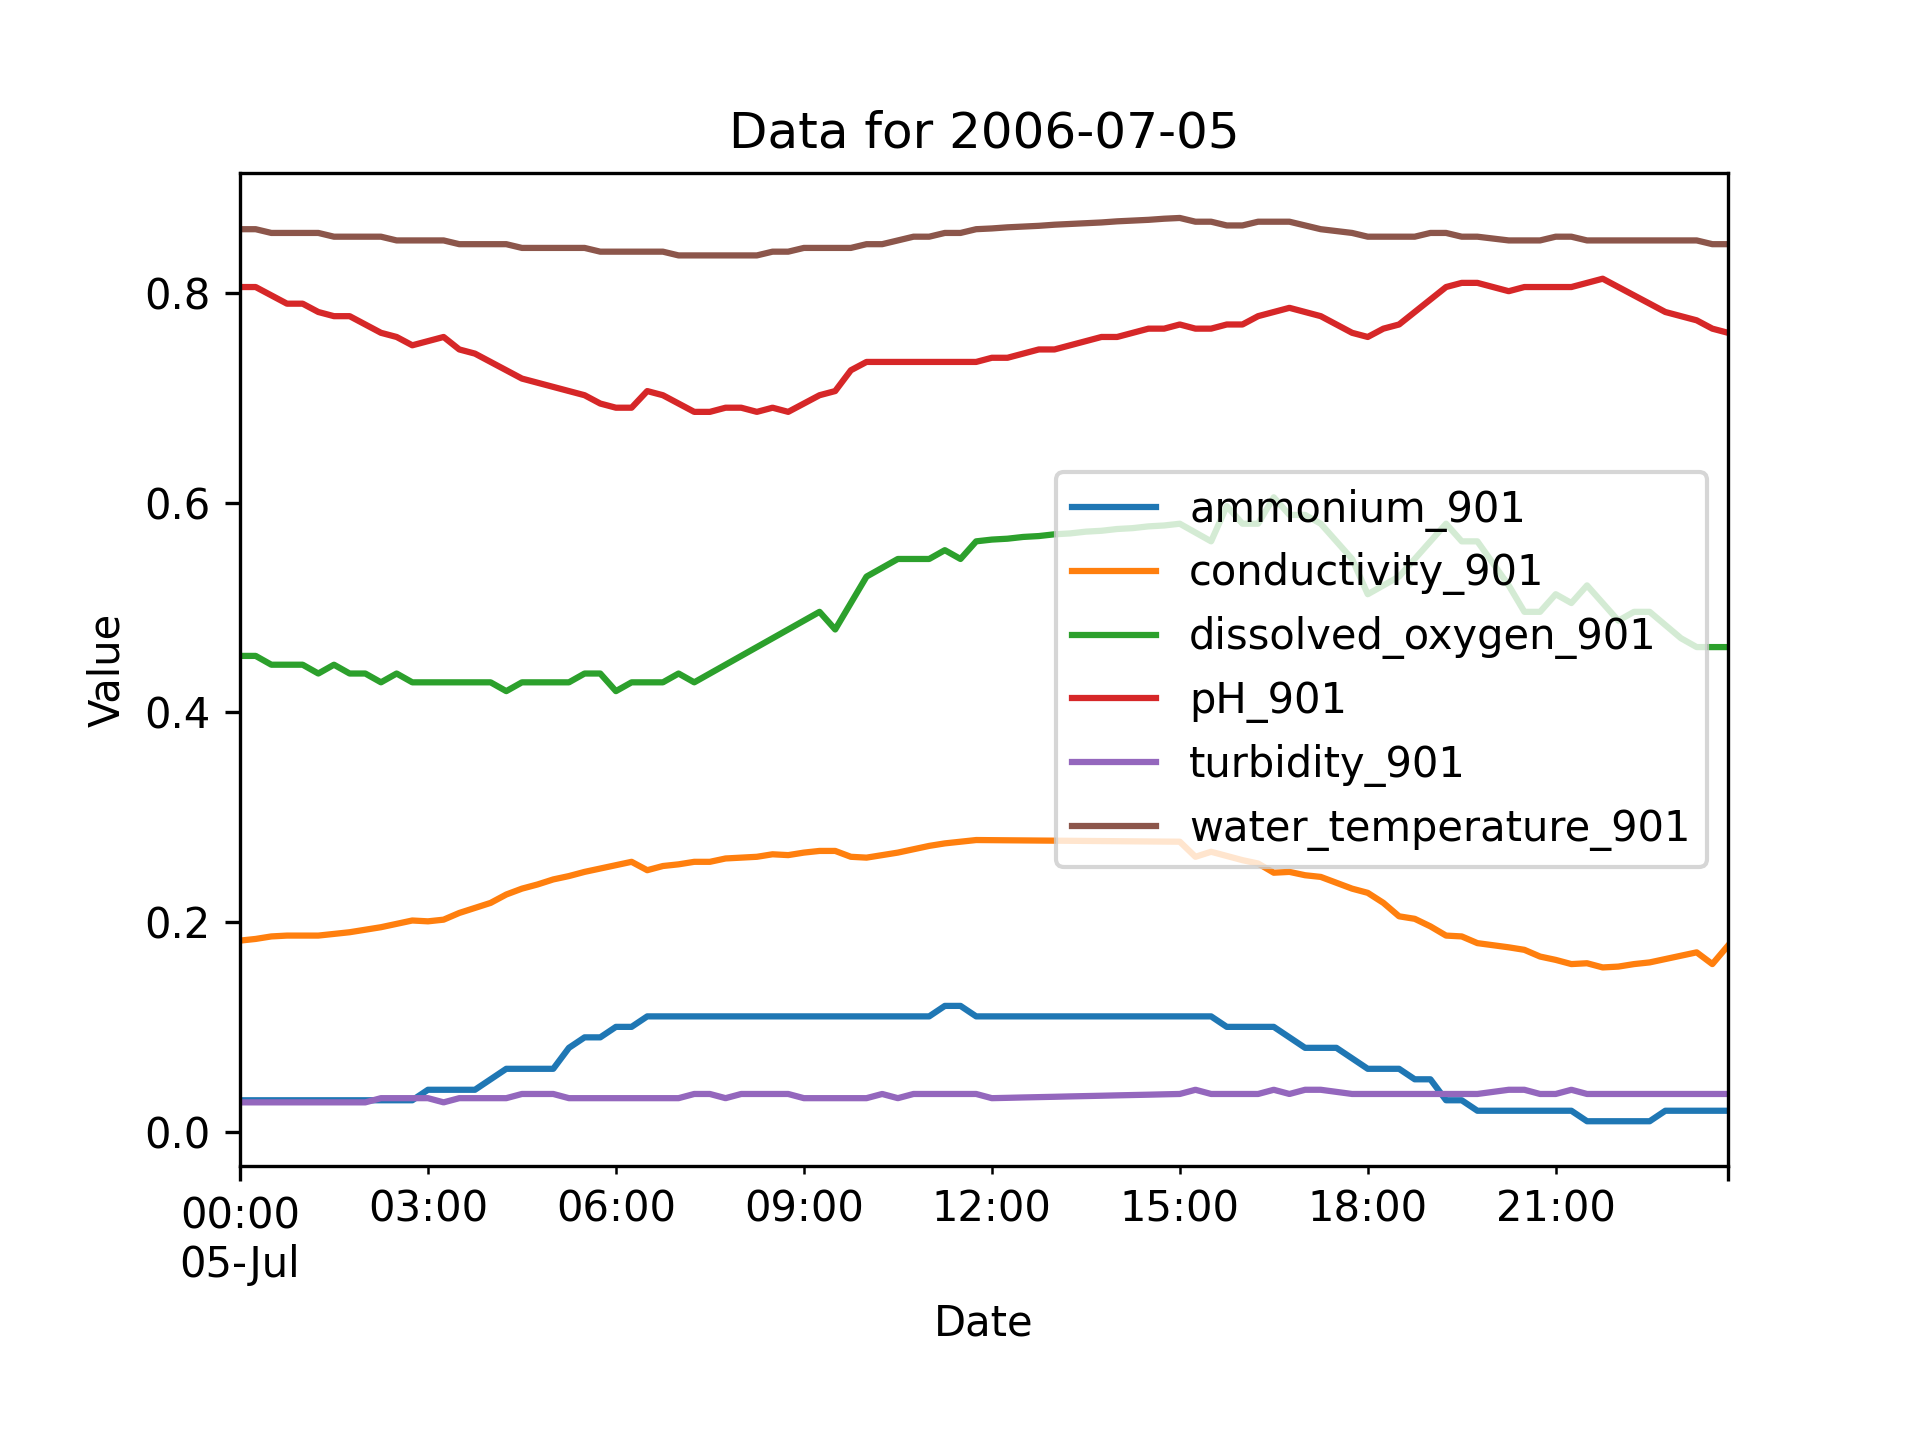 Data for 2006-07-05
Value
0.8
0.6
0.4
0.2
0.0
ammonium_901
conductivity_901
dissolved_oxygen_901
pH_901
turbidity_901
water_temperature_901
00:00 03:00 06:00 09:00 12:00 15:00 18:00 21:00
05-Jul
Date